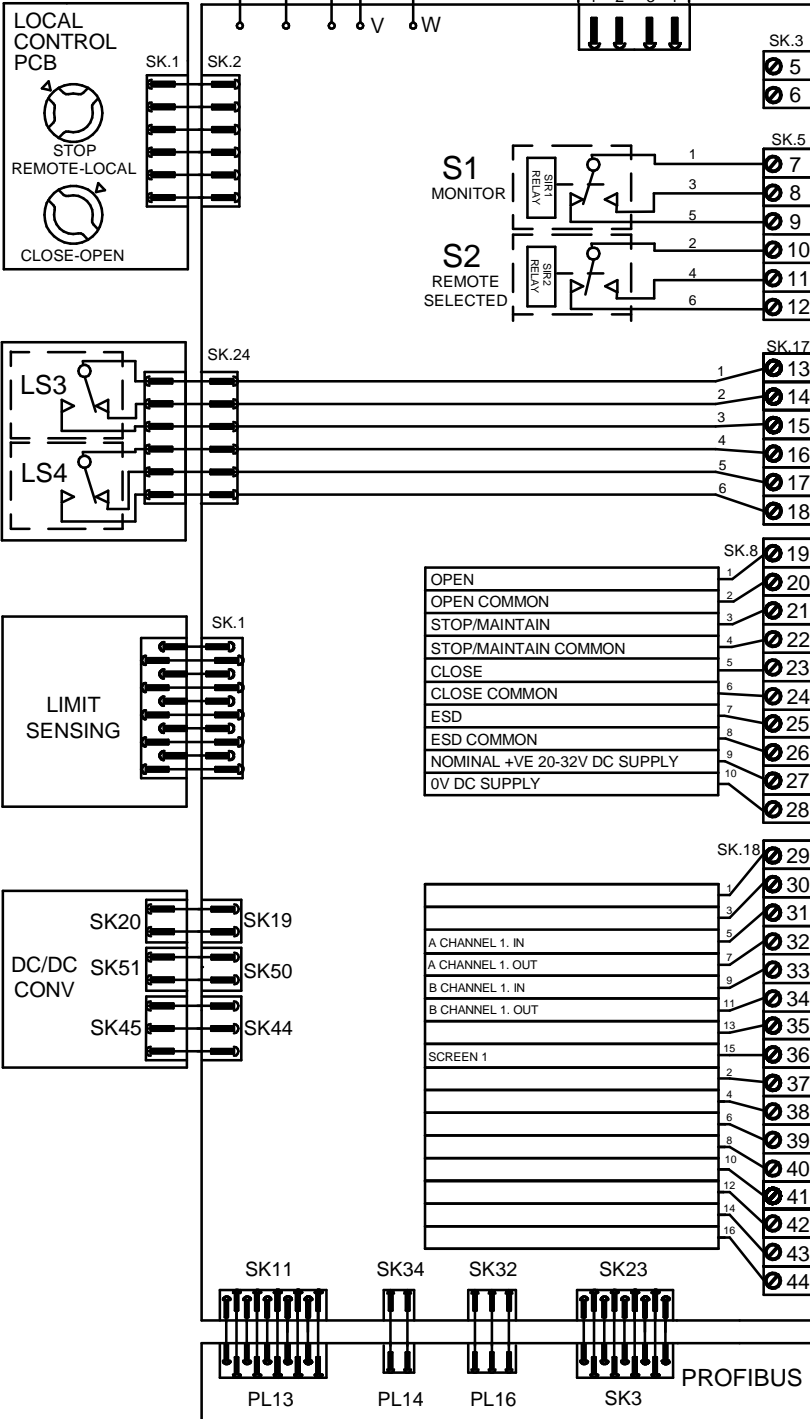 V
W
LOCAL
CONTROL
PCB
SK.1
SK.2
STOP
REMOTE-LOCAL
CLOSE-OPEN
SK.3
5
6
S1
MONITOR
SIR1
RELAY
1
3
5
SK.5
7
8
9
S2
REMOTE
SELECTED
SIR2
RELAY
2
4
6
10
11
12
LS3
LS4
SK.24
1
2
3
4
5
6
SK.17
13
14
15
16
17
18
LIMIT
SENSING
SK.1
SK.8
OPEN 1 19
OPEN COMMON 2 20
STOP/MAINTAIN 3 21
STOP/MAINTAIN COMMON 4 22
CLOSE 5 23
CLOSE COMMON 6 24
ESD 7 25
ESD COMMON 8 26
NOMINAL +VE 20-32V DC SUPPLY 9 27
0V DC SUPPLY 10 28
DC/DC
CONV
SK20
SK19
SK51
SK50
SK45
SK44
SK.18
1 29
3 30
A CHANNEL 1. IN 5 31
A CHANNEL 1. OUT 7 32
B CHANNEL 1. IN 9 33
B CHANNEL 1. OUT 11 34
13 35
SCREEN 1 15 36
2 37
4 38
6 39
8 40
10 41
12 42
14 43
16 44
SK11
SK34
SK32
SK23
PL13
PL14
PL16
SK3
PROFIBUS